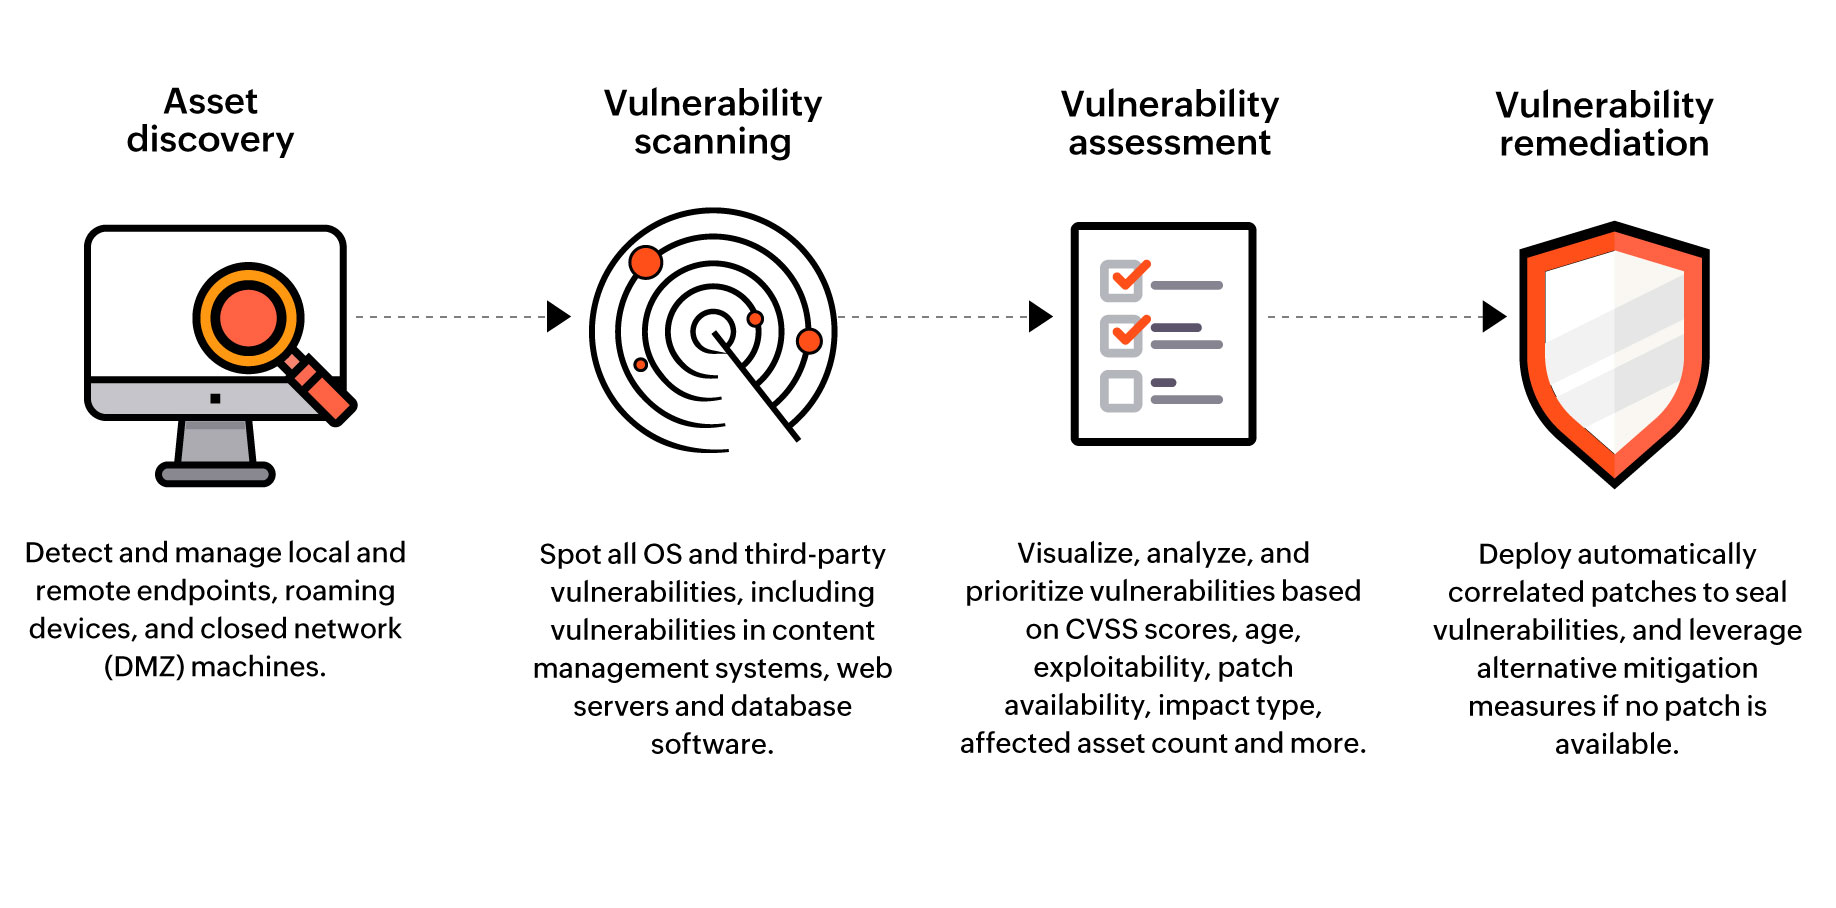 Asset
discovery
Vulnerability
scanning
Vulnerability
assessment
Vulnerability
remediation
Detect and manage local and
remote endpoints, roaming
devices, and closed network
(DMZ) machines.
Spot all OS and third-party
vulnerabilities, including
vulnerabilities in content
management systems, web
servers and database
software.
Visualize, analyze, and
prioritize vulnerabilities based
on CVSS scores, age,
exploitability, patch
availability, impact type,
affected asset count and more.
Deploy automatically
correlated patches to seal
vulnerabilities, and leverage
alternative mitigation
measures if no patch is
available.